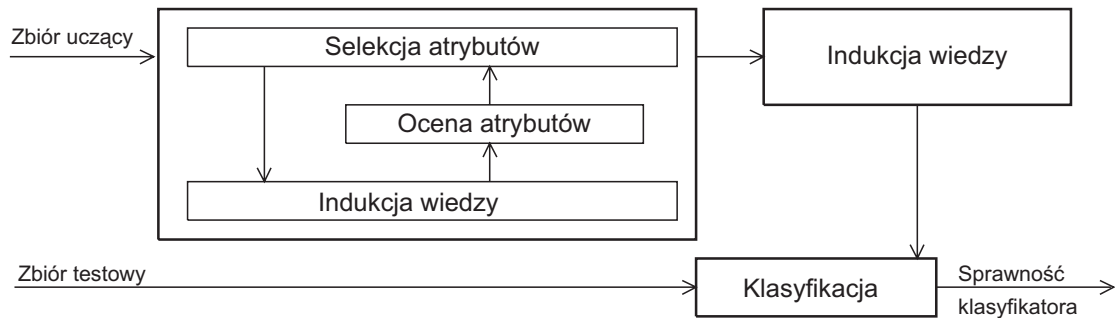 Zbiór uczący
Selekcja atrybutów
Indukcja wiedzy
Ocena atrybutów
Indukcja wiedzy
Zbiór testowy
Klasyfikacja
Sprawność
klasyfikatora